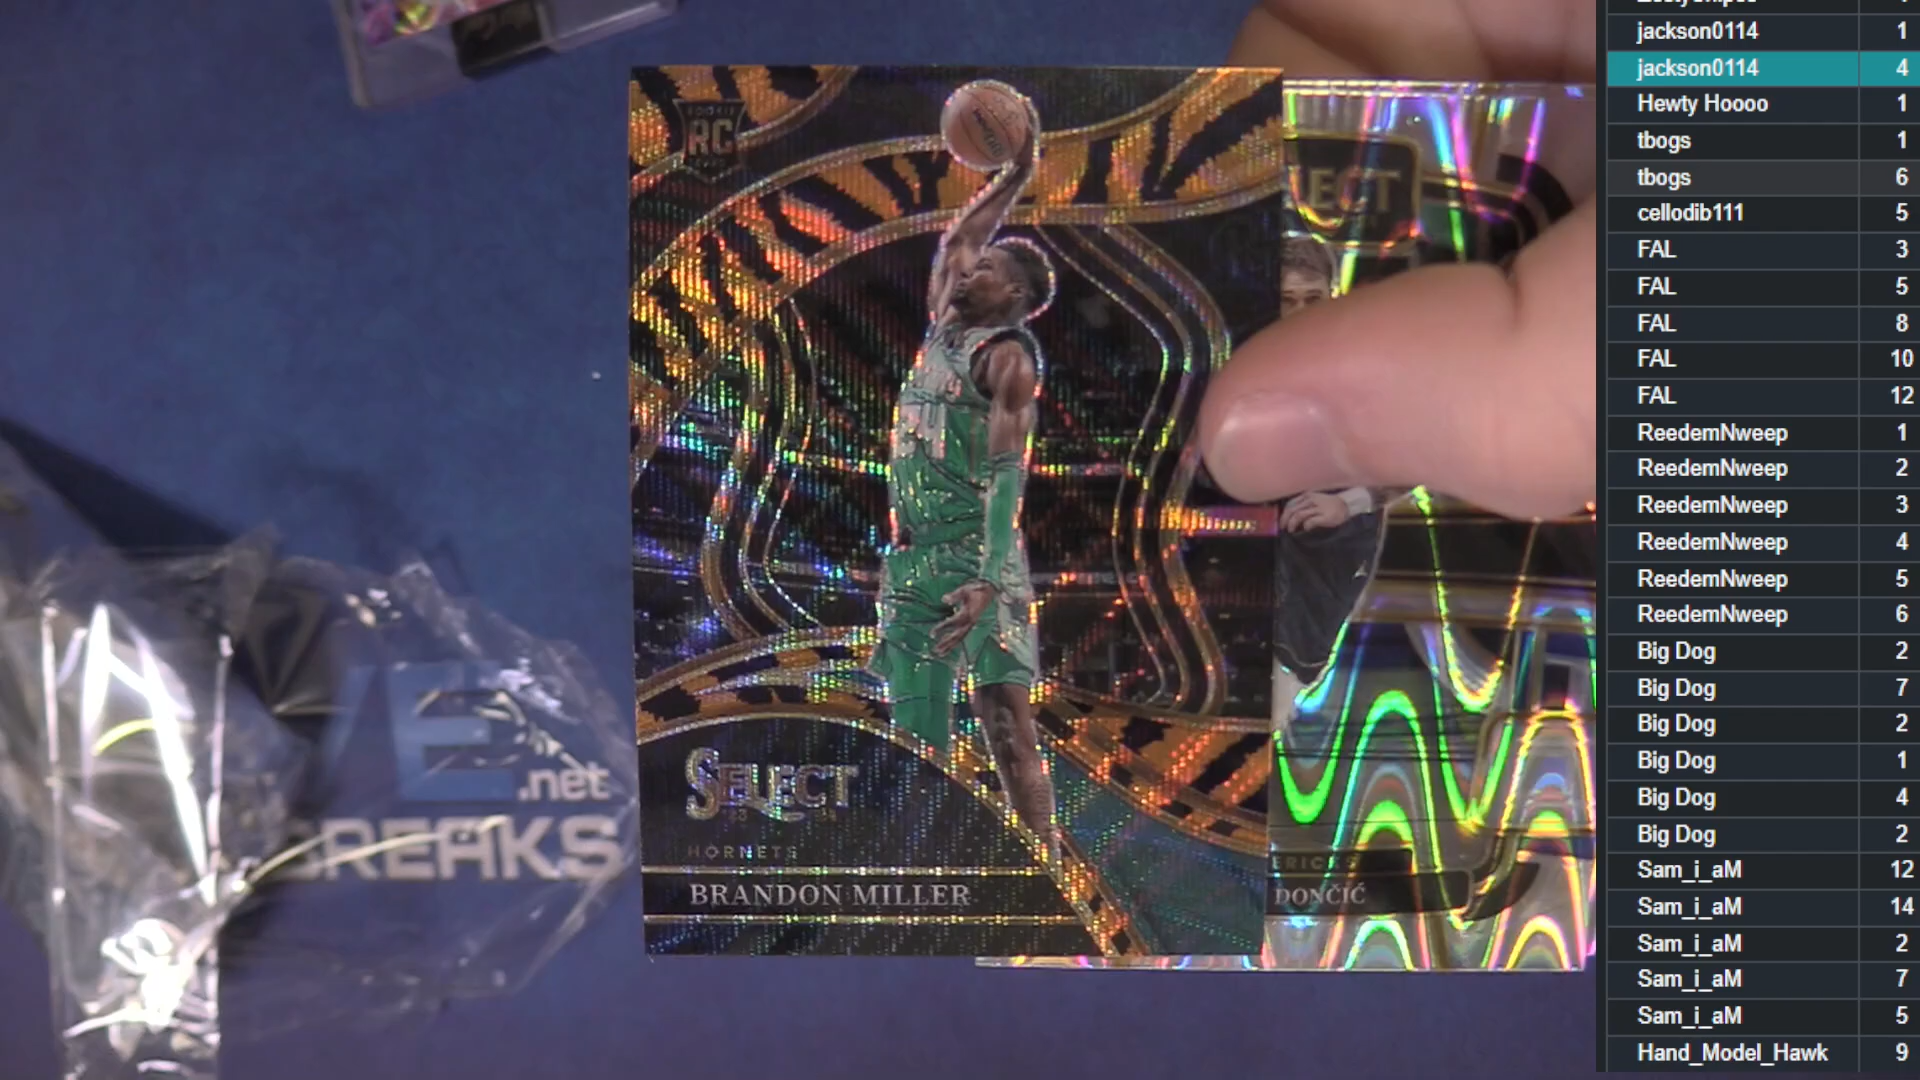 jackson0114 1
jackson0114 4
Hewty Hoooo 1
tbogs 1
tbogs 6
cellodib111 5
FAL 3
FAL 5
FAL 8
FAL 10
FAL 12
ReedemNweep 1
ReedemNweep 2
ReedemNweep 3
ReedemNweep 4
ReedemNweep 5
ReedemNweep 6
Big Dog 2
Big Dog 7
Big Dog 2
Big Dog 1
Big Dog 4
Big Dog 2
Sam_i_aM 12
Sam_i_aM 14
Sam_i_aM 2
Sam_i_aM 7
Sam_i_aM 5
Hand_Model_Hawk 9
RC
LECT
SELECT
HORNETS
BRANDON MILLER
ERICKS
DONČIĆ
.net
BREAKS